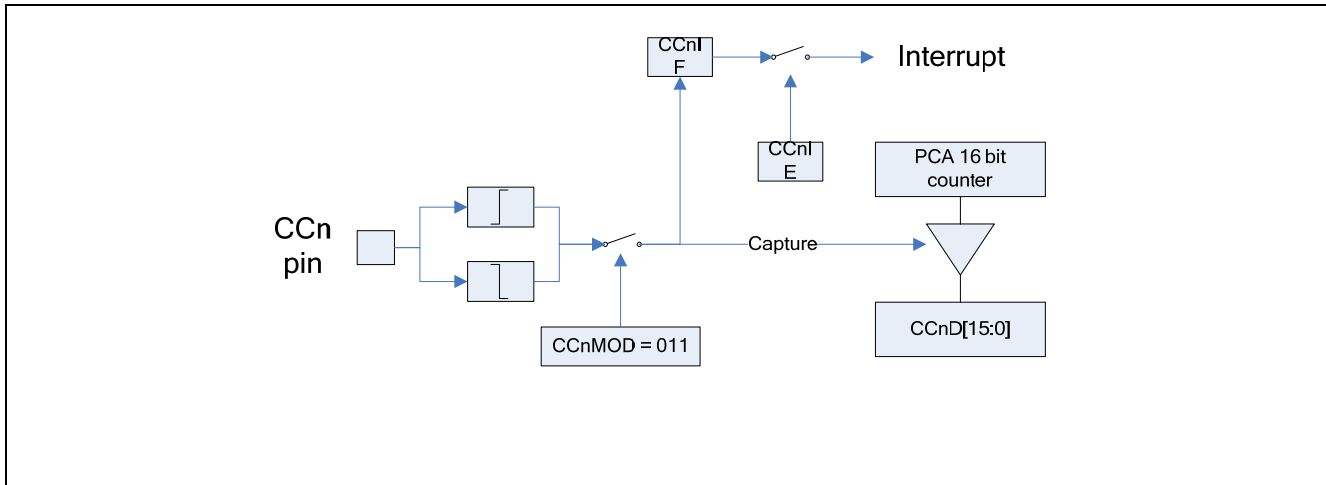 CCnI
F
Interrupt
CCnI
E
PCA 16 bit
counter
CCn
pin
Capture
CCnMOD = 011
CCnD[15:0]